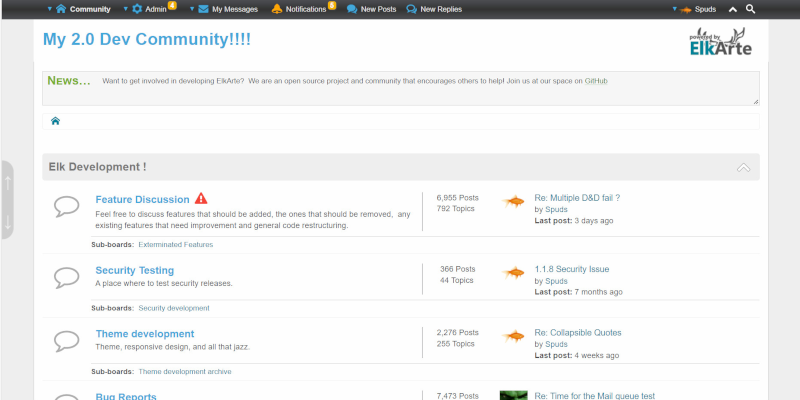 Community
Admin 4
My Messages
Notifications 6
New Posts
New Replies
Spuds
My 2.0 Dev Community!!!!
powered by
ElkArte
News...
Want to get involved in developing ElkArte? We are an open source project and community that encourages others to help! Join us at our space on GitHub
Elk Development !
Feature Discussion
Feel free to discuss features that should be added, the ones that should be removed, any
existing features that need improvement and general code restructuring.
6,955 Posts
792 Topics
Re: Multiple D&D fail ?
by Spuds
Last post: 3 days ago
Sub-boards: Exterminated Features
Security Testing
A place where to test security releases.
366 Posts
44 Topics
1.1.8 Security Issue
by Spuds
Last post: 7 months ago
Sub-boards: Security development
Theme development
Theme, responsive design, and all that jazz.
2,276 Posts
255 Topics
Re: Collapsible Quotes
by Spuds
Last post: 4 weeks ago
Sub-boards: Theme development archive
Bug Reports
7,473 Posts
Re: Time for the Mail queue test